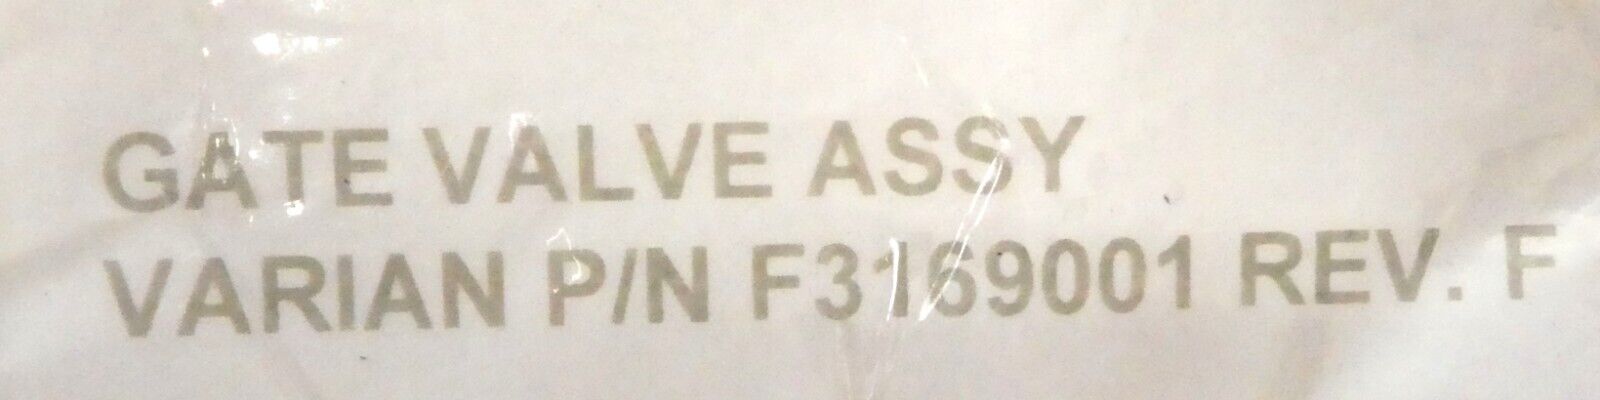 GATE VALVE ASSY
VARIAN P/N F3169001 REV. F